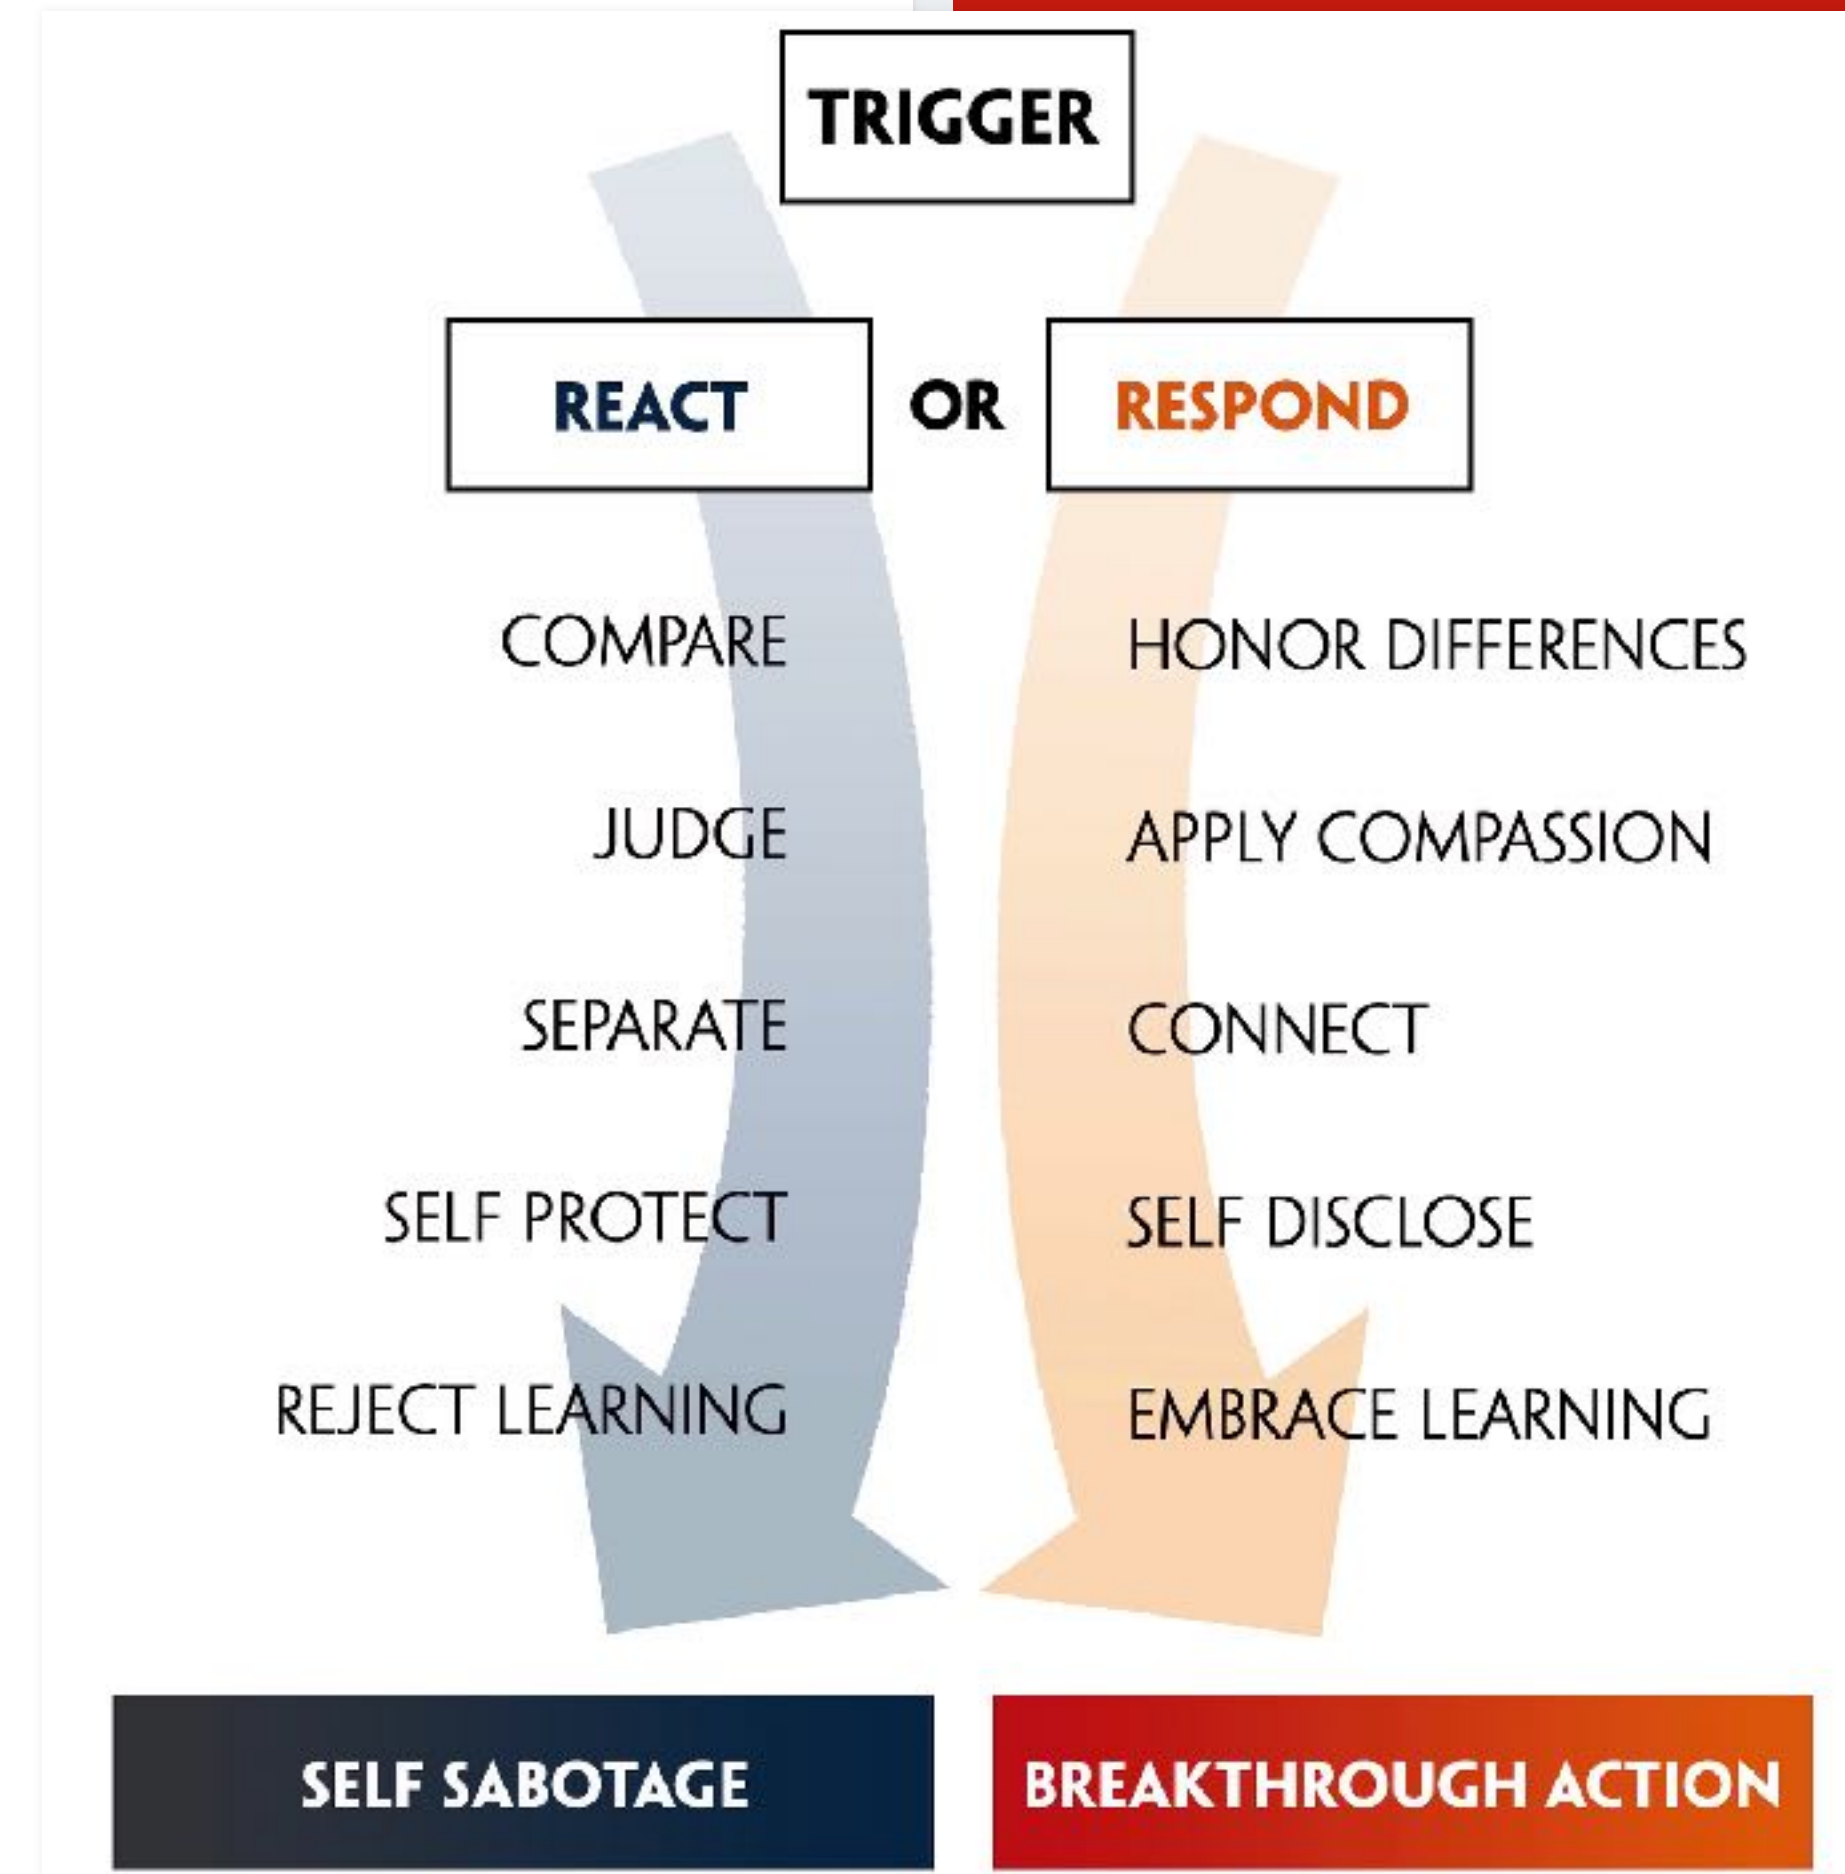 TRIGGER
REACT OR RESPOND
COMPARE
HONOR DIFFERENCES
JUDGE
APPLY COMPASSION
SEPARATE
CONNECT
SELF PROTECT
SELF DISCLOSE
REJECT LEARNING
EMBRACE LEARNING
SELF SABOTAGE
BREAKTHROUGH ACTION